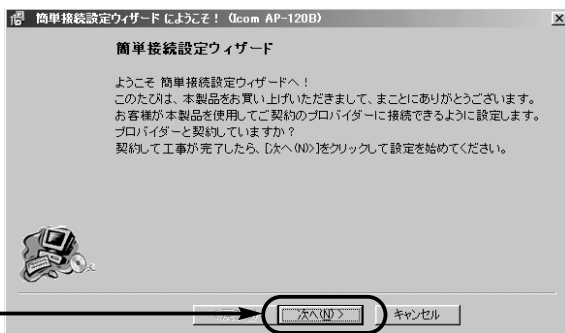 簡単接続設定ウィザード にようこそ！ (Icom AP-120B)
簡単接続設定ウィザード
ようこそ 簡単接続設定ウィザードへ！
このたびは、本製品をお買い上げいただきまして、まことにありがとうございます。
お客様が本製品を使用してご契約のプロバイダーに接続できるように設定します。
プロバイダーと契約していますか？
契約して工事が完了したら、[次へ(N)>]をクリックして設定を始めてください。
次へ(N) >
キャンセル